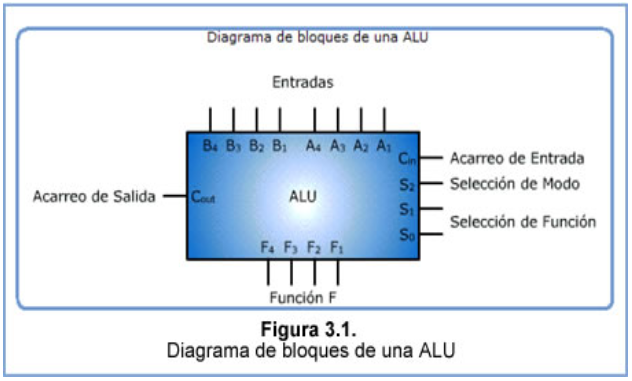 Diagrama de bloques de una ALU
Entradas
B4 B3 B2 B1 A4 A3 A2 A1
Cin Acarreo de Entrada
S2 Selección de Modo
Acarreo de Salida Cout ALU
S1
Selección de Función
S0
F4 F3 F2 F1
Función F
Figura 3.1.
Diagrama de bloques de una ALU